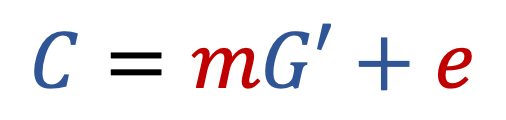 C = mG′ + e